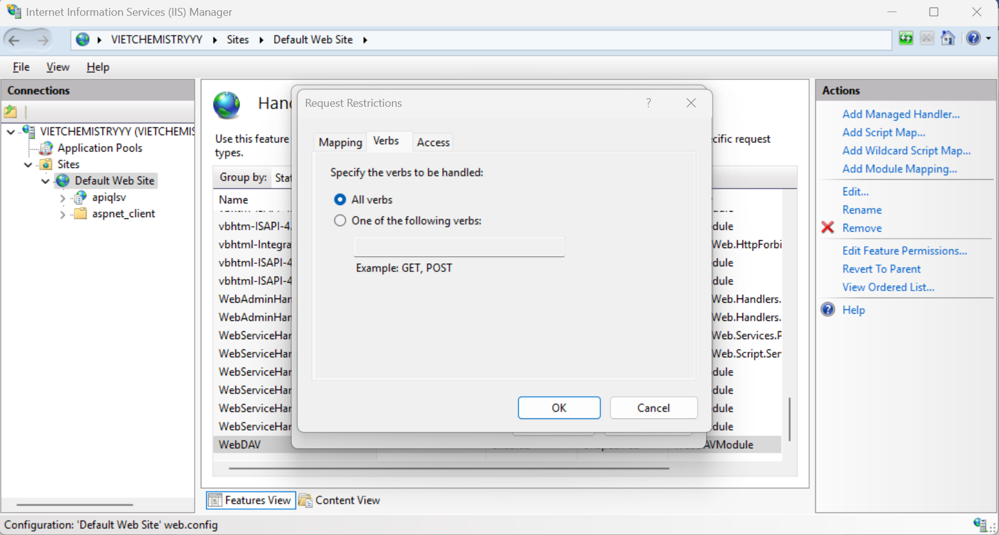 Internet Information Services (IIS) Manager
VIETCHEMISTRYYY Sites Default Web Site
File View Help
Connections
VIETCHEMISTRYYY (VIETCHEMIS
Application Pools
Sites
Default Web Site
apiqlsv
aspnet_client
Han
Use this feature
cific request
types.
Group by: Stat
Name
vbhtm-ISAPI-4.
dule
vbhtml-Integra
Web.HttpForbi
vbhtml-ISAPI-4
dule
vbhtml-ISAPI-4
dule
WebAdminHar
Web.Handlers.
WebAdminHar
Web.Handlers.
WebServiceHar
Web.Services.P
WebServiceHar
Web.Script.Ser
WebServiceHar
dule
WebServiceHar
dule
WebServiceHar
dule
WebServiceHar
dule
WebDAV
AVModule
Request Restrictions ?
Mapping Verbs Access
Specify the verbs to be handled:
All verbs
One of the following verbs:
Example: GET, POST
OK Cancel
Features View Content View
Actions
Add Managed Handler...
Add Script Map...
Add Wildcard Script Map...
Add Module Mapping...
Edit...
Rename
Remove
Edit Feature Permissions...
Revert To Parent
View Ordered List...
Help
Configuration: 'Default Web Site' web.config